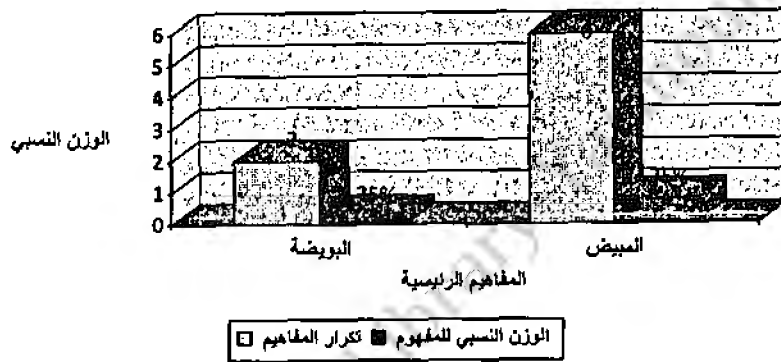 6
5
4
3
2
1
0
الوزن النسبي
2
25%
6
البويضة
المبيض
المفاهيم الرئيسية
تكرار المفاهيم
الوزن النسبي للمفهوم